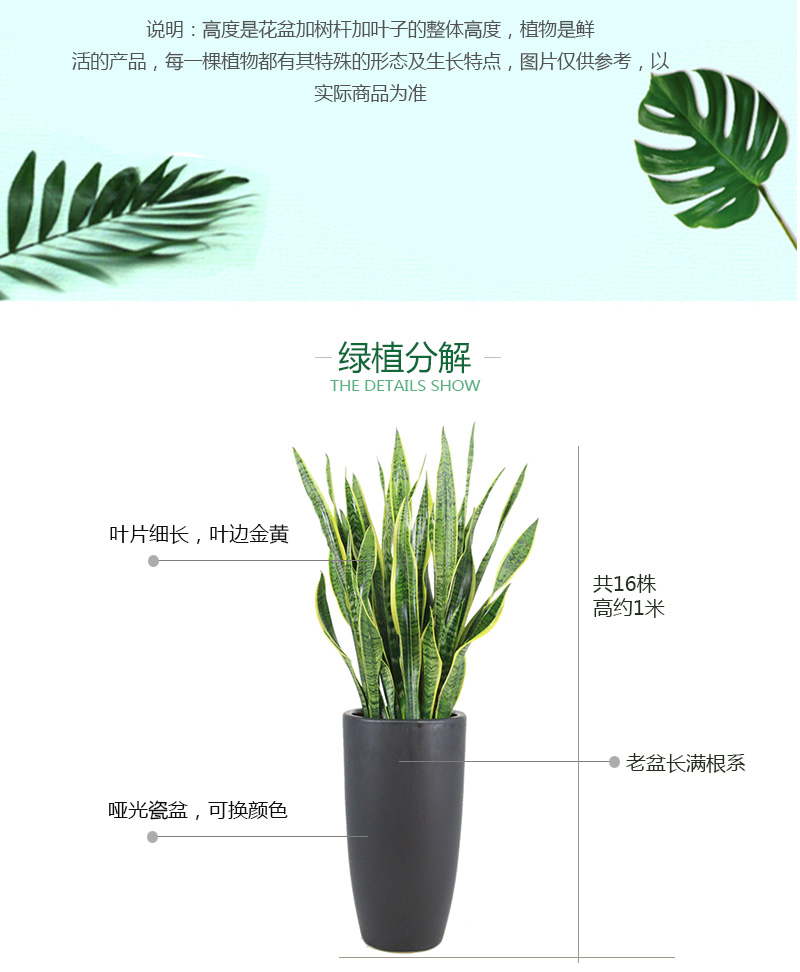 说明：高度是花盆加树杆加叶子的整体高度，植物是鲜
活的产品，每一棵植物都有其特殊的形态及生长特点，图片仅供参考，以
实际商品为准
绿植分解
THE DETAILS SHOW
叶片细长，叶边金黄
共16株
高约1米
老盆长满根系
哑光瓷盆，可换颜色